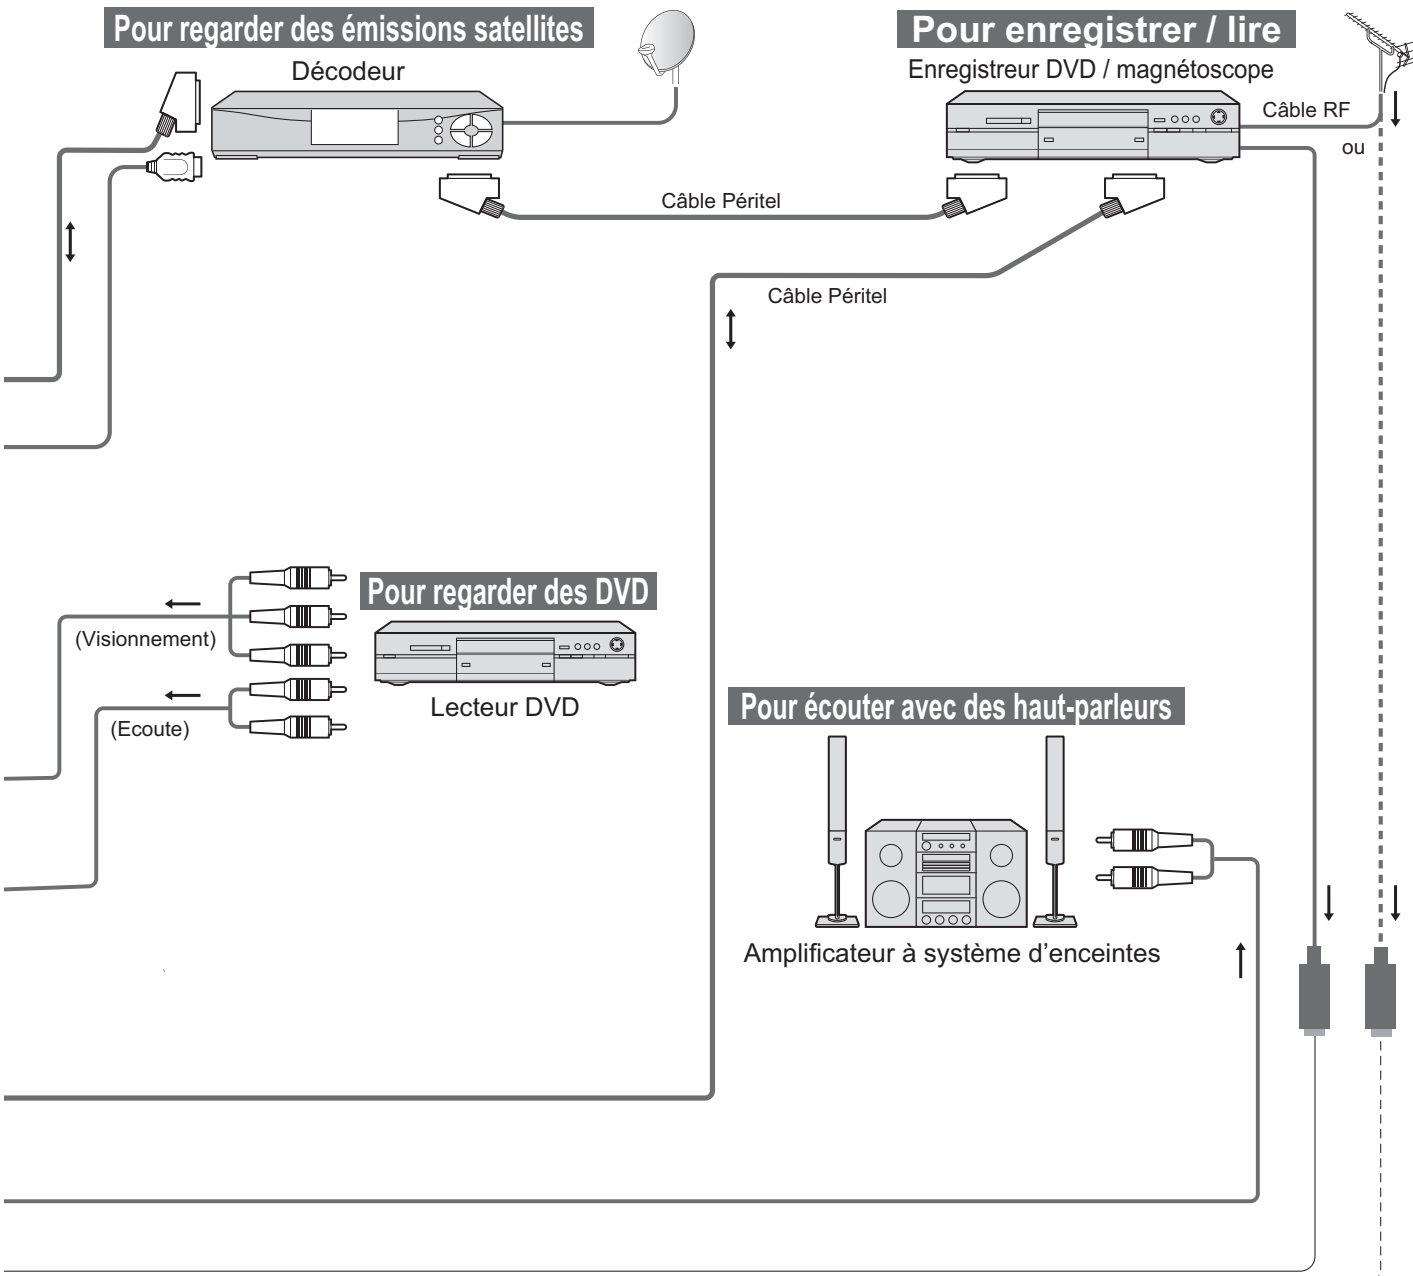 Pour regarder des émissions satellites
Décodeur
Pour enregistrer / lire
Enregistreur DVD / magnétoscope
Câble RF
ou
Câble Péritel
Câble Péritel
Pour regarder des DVD
(Visionnement)
Lecteur DVD
(Ecoute)
Pour écouter avec des haut-parleurs
Amplificateur à système d'enceintes